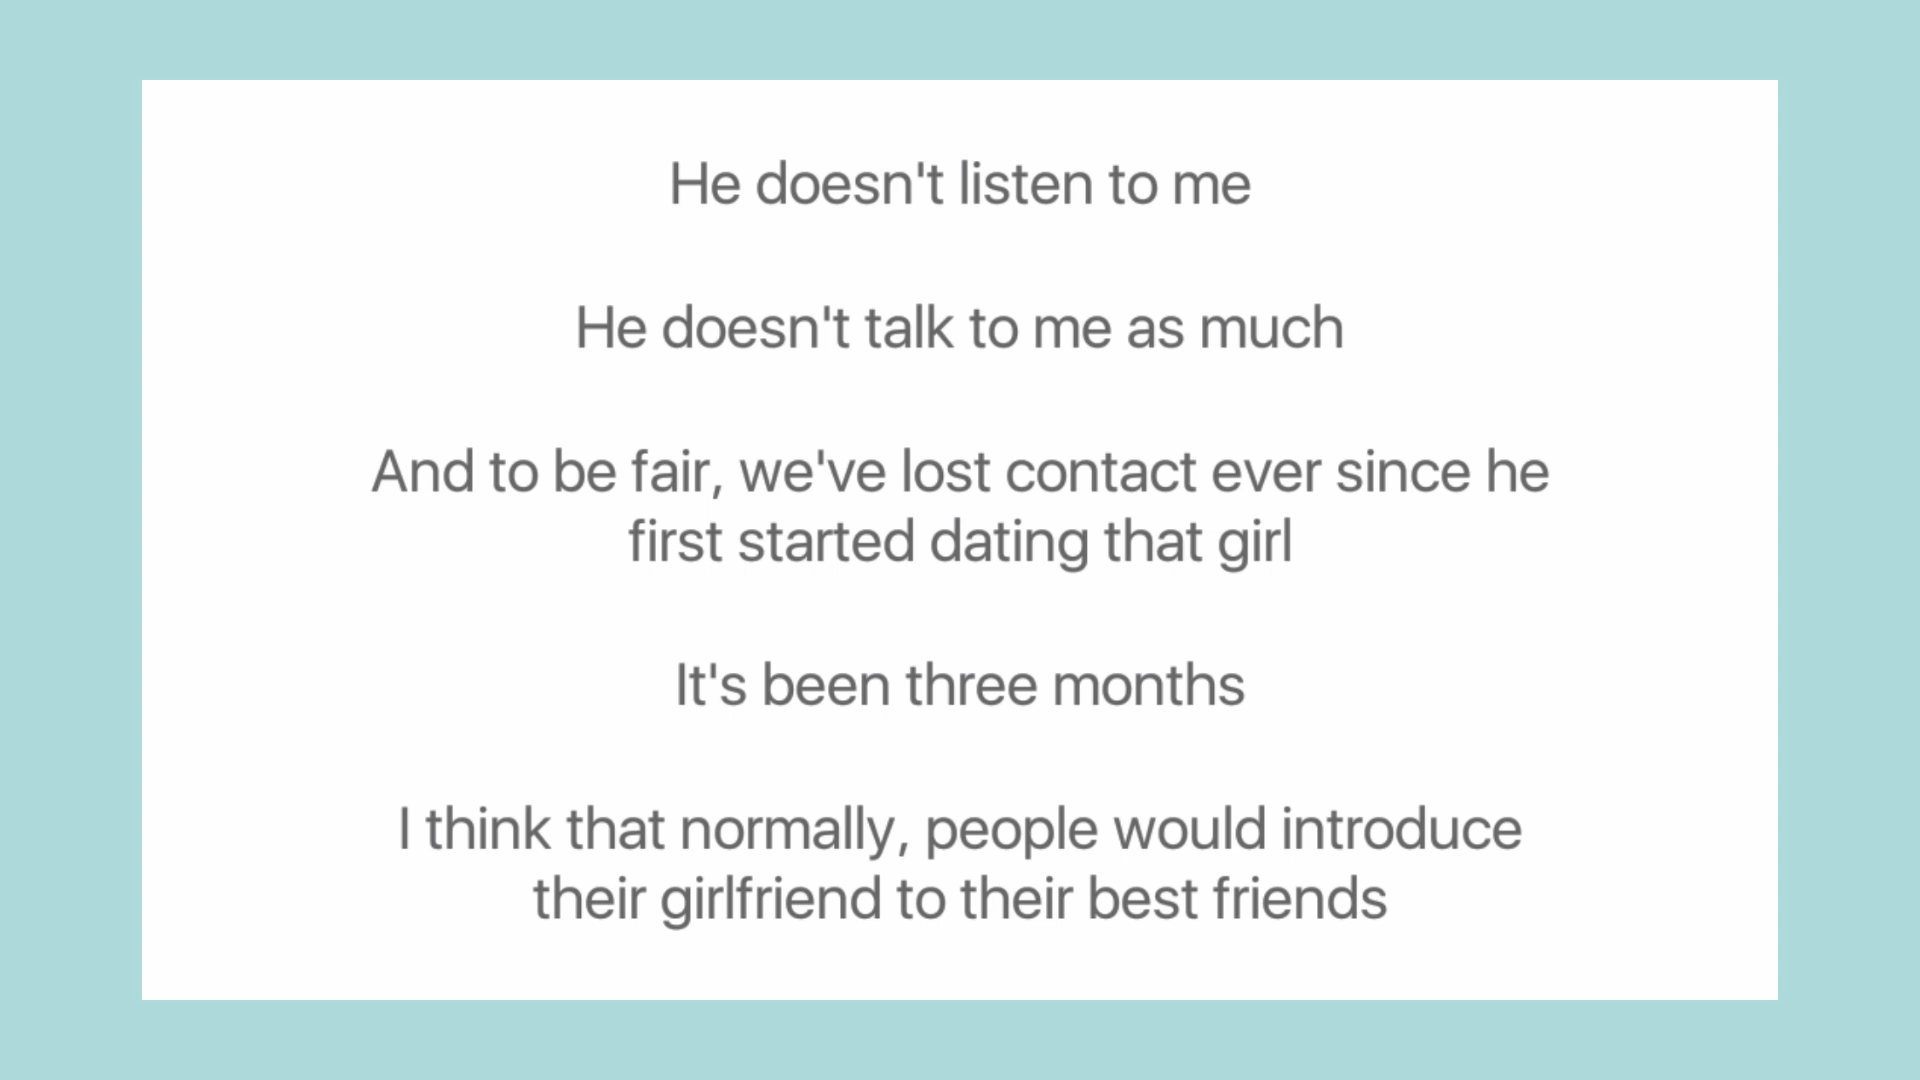 He doesn't listen to me
He doesn't talk to me as much
And to be fair, we've lost contact ever since he
first started dating that girl
It's been three months
I think that normally, people would introduce
their girlfriend to their best friends